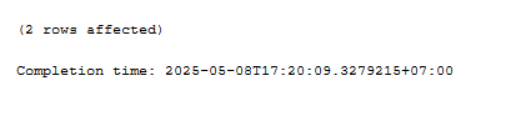 (2 rows affected)
Completion time: 2025-05-08T17:20:09.3279215+07:00